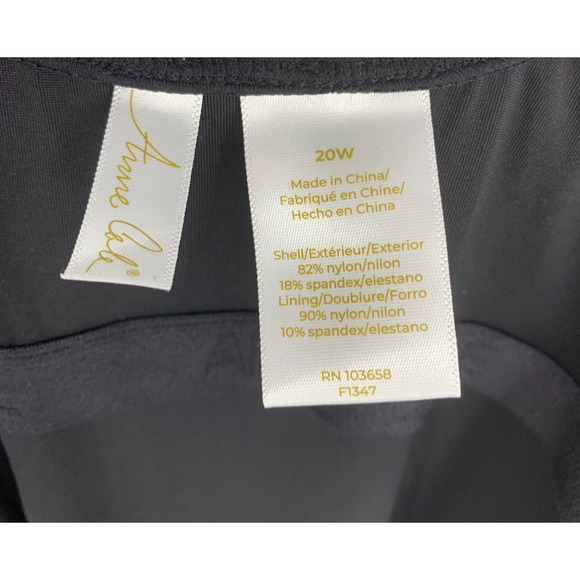 Anne Cole®
20W
Made in China/
Fabriqué en Chine/
Hecho en China
Shell/Extérieur/Exterior
82% nylon/nilon
18% spandex/elestano
Lining/Doublure/Forro
90% nylon/nilon
10% spandex/elestano
RN 103658
F1347